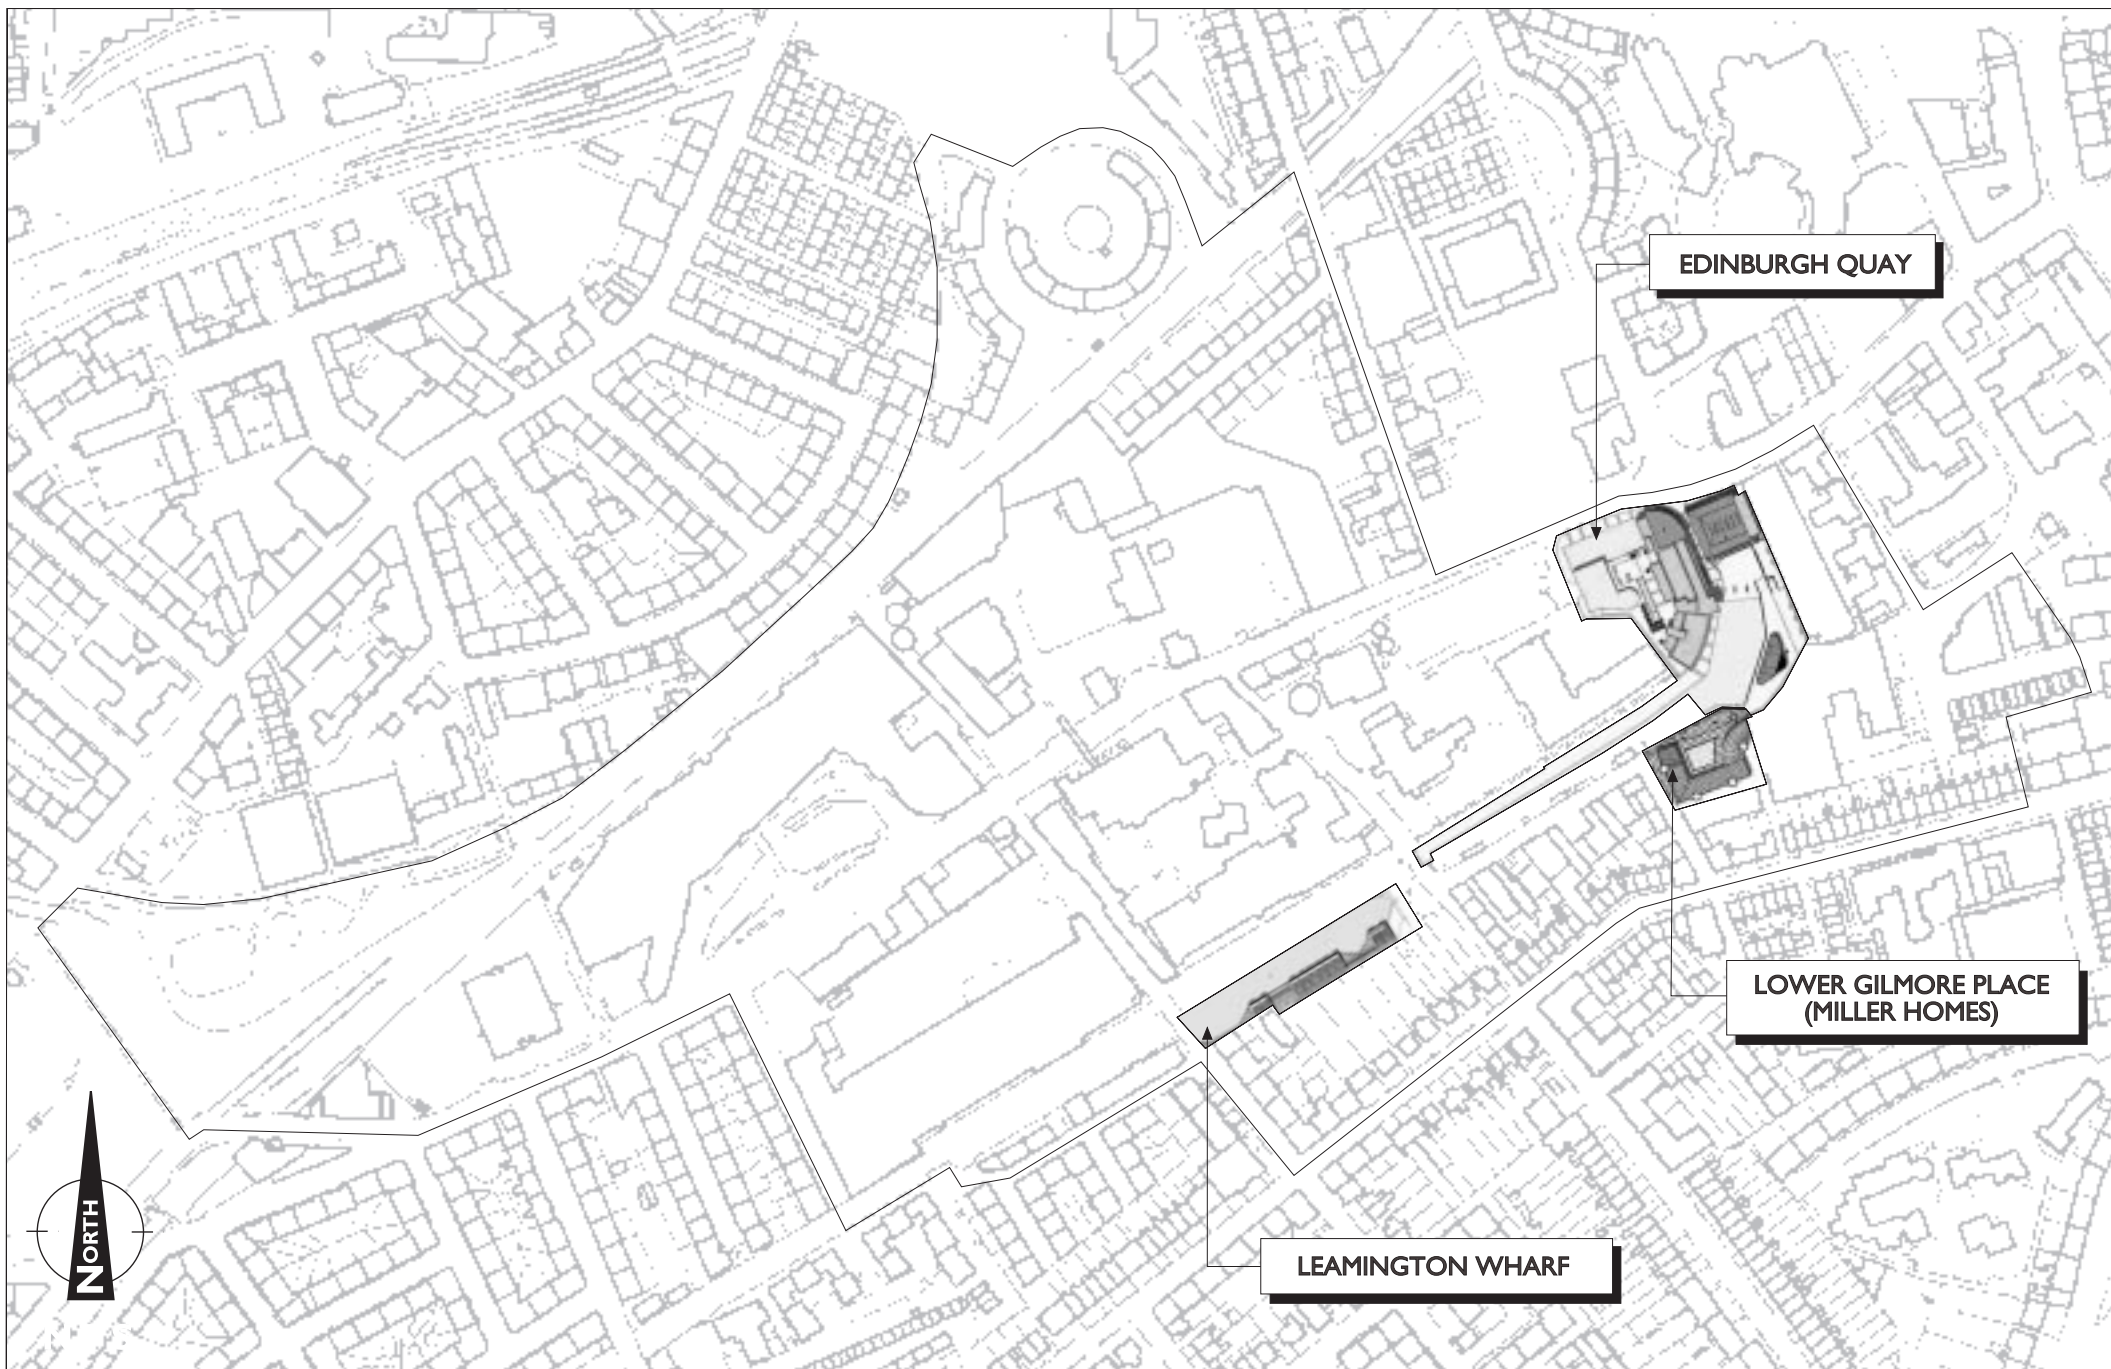 EDINBURGH QUAY
LOWER GILMORE PLACE
(MILLER HOMES)
NORTH
LEAMINGTON WHARF